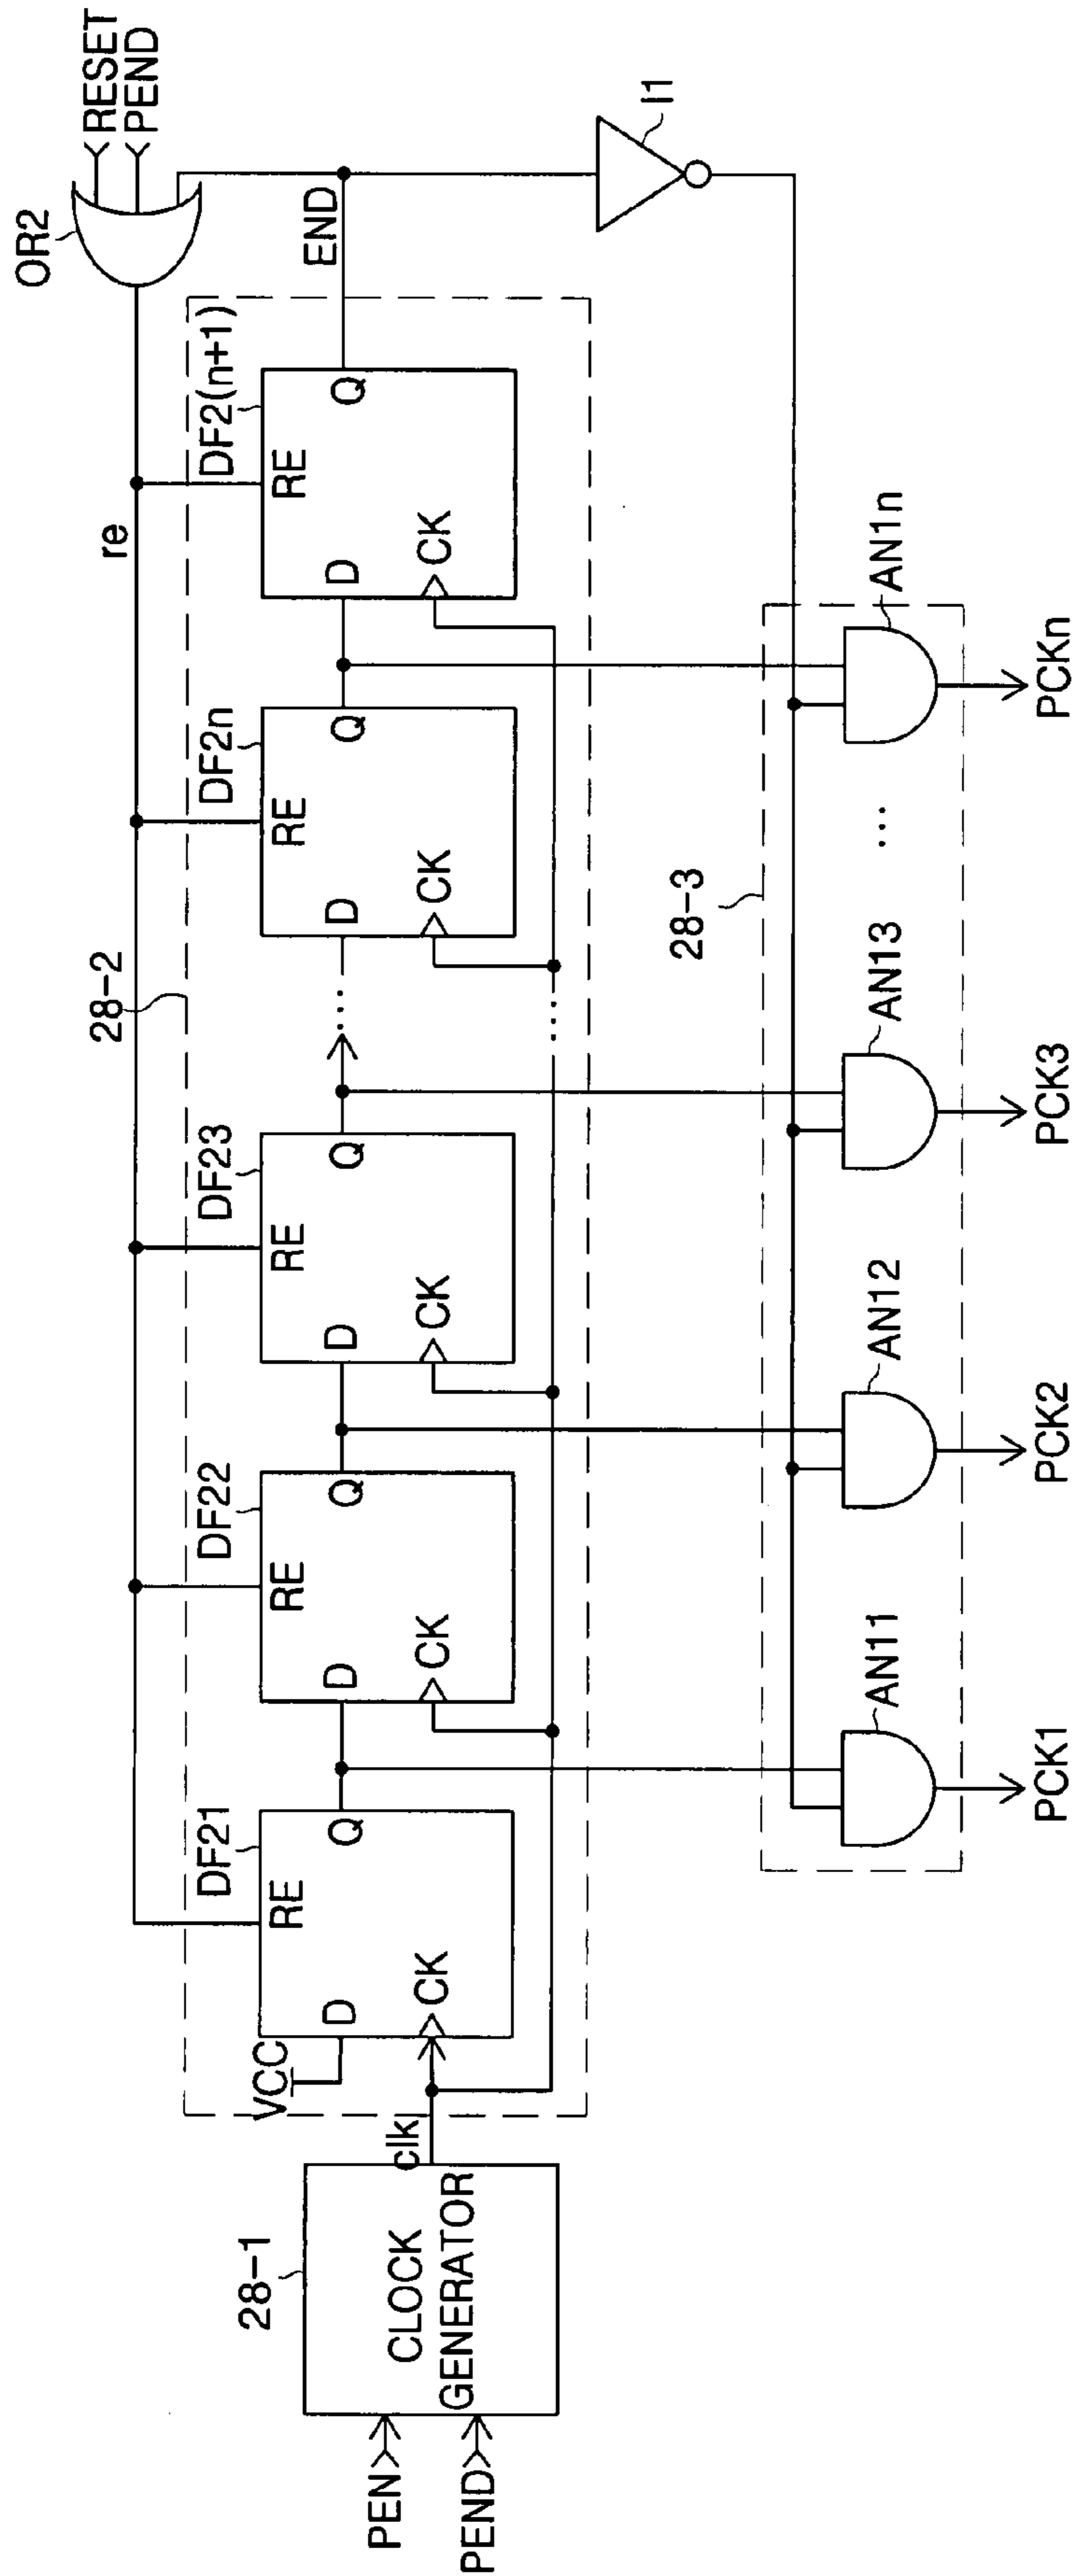 RESET
PEND
OR2
re
28-2
END
I1
VCC
DF21
RE
D
Q
CK
DF22
RE
D
Q
CK
DF23
RE
D
Q
CK
....
....
DF2n
RE
D
Q
CK
DF2(n+1)
RE
D
Q
CK
28-1
CLOCK
GENERATOR
clk
PEN
PEND
28-3
AN11
AN12
AN13
...
AN1n
PCK1
PCK2
PCK3
PCKn